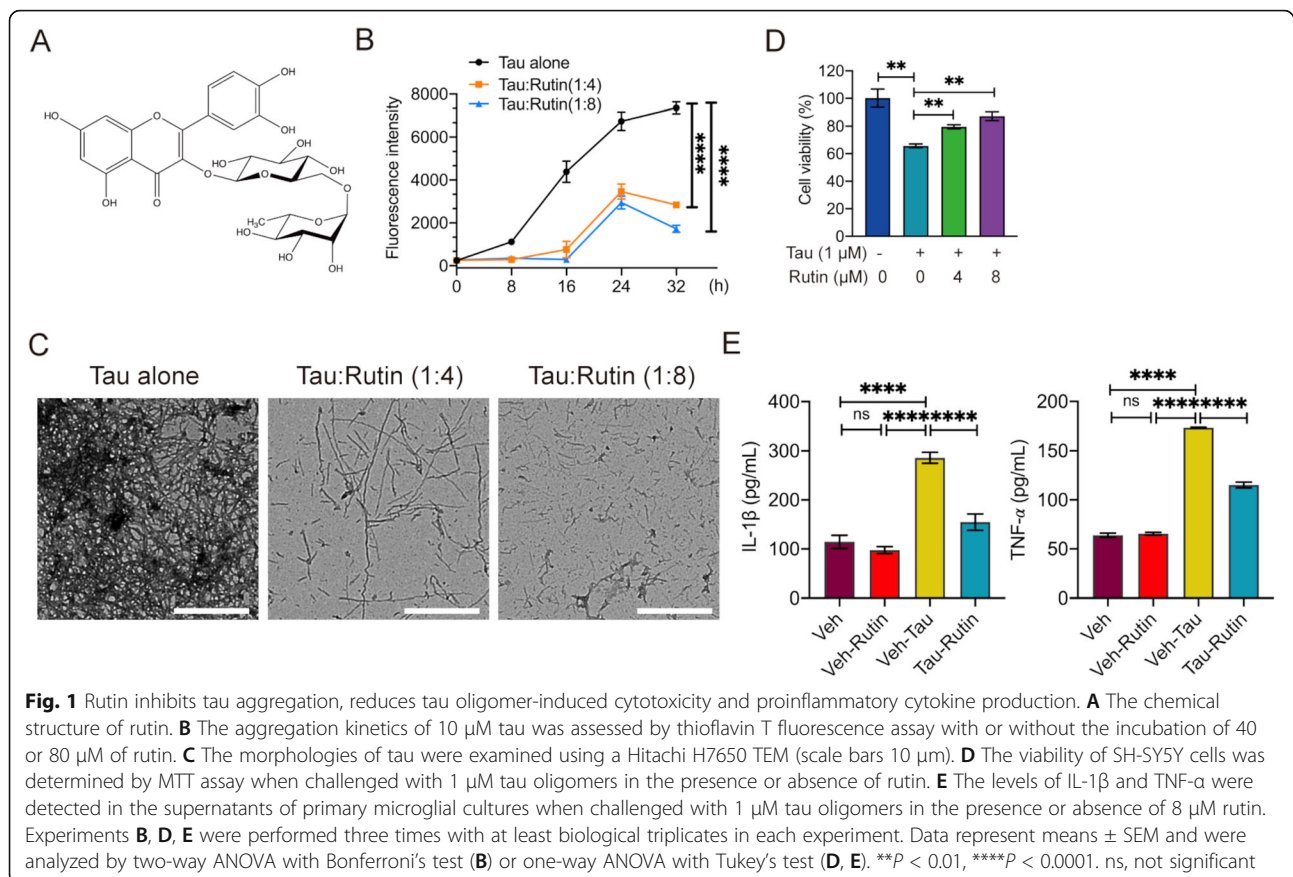 A
OH
OH
HO
O
OH
HO
OH
O
O
O
OH
OH
O
O
O
H₃C
HO
HO
OH
B
Tau alone
Tau:Rutin(1:4)
Tau:Rutin(1:8)
Fluorescence intensity
8000
6000
4000
2000
0
0 8 16 24 32 (h)
****
****
D
Cell viability (%)
120
100
80
60
40
20
0
**
**
**
Tau (1 μM) - + + +
Rutin (μM) 0 0 4 8
C
Tau alone Tau:Rutin (1:4) Tau:Rutin (1:8)
E
IL-1β (pg/mL)
400
300
200
100
0
****
ns ********
Veh Veh-Rutin Veh-Tau Tau-Rutin
TNF-α (pg/mL)
200
150
100
50
0
****
ns ********
Veh Veh-Rutin Veh-Tau Tau-Rutin
Fig. 1 Rutin inhibits tau aggregation, reduces tau oligomer-induced cytotoxicity and proinflammatory cytokine production. A The chemical
structure of rutin. B The aggregation kinetics of 10 μM tau was assessed by thioflavin T fluorescence assay with or without the incubation of 40
or 80 μM of rutin. C The morphologies of tau were examined using a Hitachi H7650 TEM (scale bars 10 μm). D The viability of SH-SY5Y cells was
determined by MTT assay when challenged with 1 μM tau oligomers in the presence or absence of rutin. E The levels of IL-1β and TNF-α were
detected in the supernatants of primary microglial cultures when challenged with 1 μM tau oligomers in the presence or absence of 8 μM rutin.
Experiments B, D, E were performed three times with at least biological triplicates in each experiment. Data represent means ± SEM and were
analyzed by two-way ANOVA with Bonferroni's test (B) or one-way ANOVA with Tukey's test (D, E). **P < 0.01, ****P < 0.0001. ns, not significant